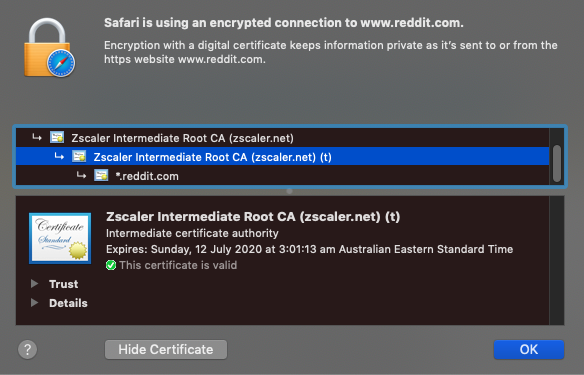 Safari is using an encrypted connection to www.reddit.com.
Encryption with a digital certificate keeps information private as it's sent to or from the
https website www.reddit.com.
Zscaler Intermediate Root CA (zscaler.net)
Zscaler Intermediate Root CA (zscaler.net) (t)
*.reddit.com
Certificate
Standard
Zscaler Intermediate Root CA (zscaler.net) (t)
Intermediate certificate authority
Expires: Sunday, 12 July 2020 at 3:01:13 am Australian Eastern Standard Time
This certificate is valid
Trust
Details
?
Hide Certificate
OK